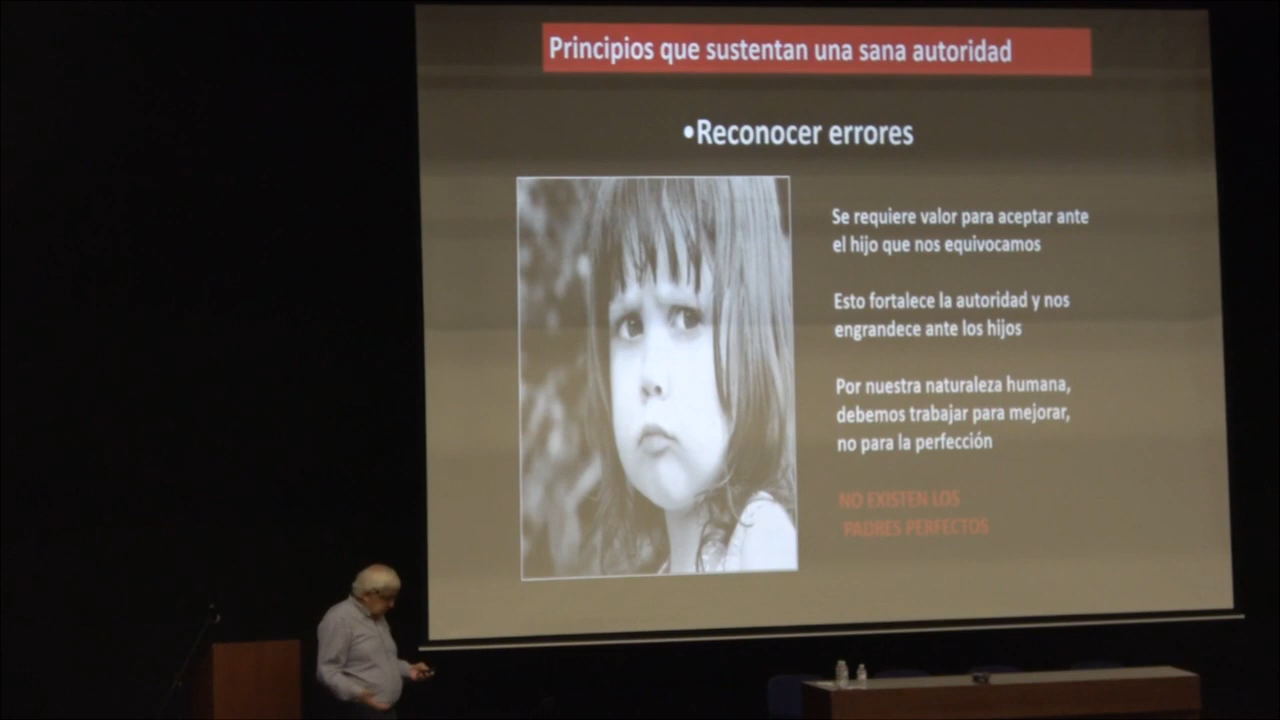 Principios que sustentan una sana autoridad
•Reconocer errores
Se requiere valor para aceptar ante
el hijo que nos equivocamos
Esto fortalece la autoridad y nos
engrandece ante los hijos
Por nuestra naturaleza humana,
debemos trabajar para mejorar,
no para la perfección
NO EXISTEN LOS
PADRES PERFECTOS